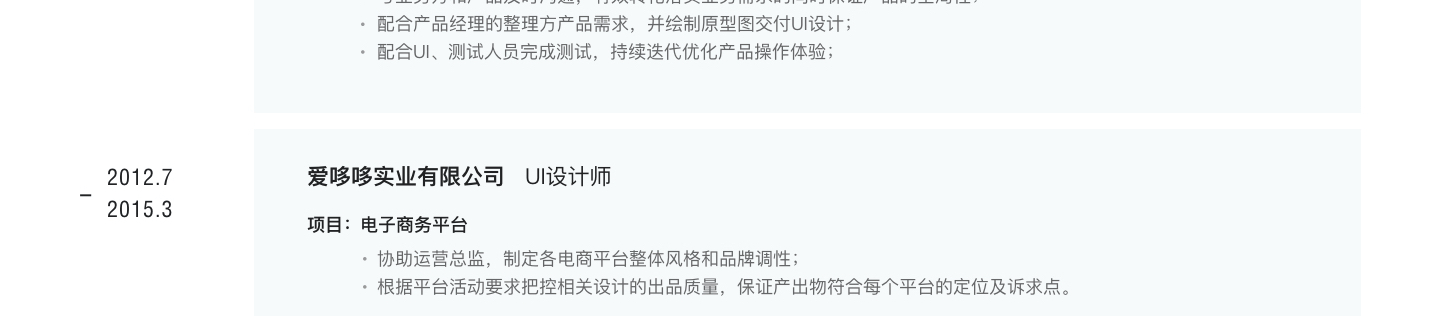 配合产品经理的整理方产品需求，并绘制原型图交付UI设计；
配合UI、测试人员完成测试，持续迭代优化产品操作体验；
2012.7
– 2015.3
爱哆哆实业有限公司 UI设计师
项目：电子商务平台
协助运营总监，制定各电商平台整体风格和品牌调性；
根据平台活动要求把控相关设计的出品质量，保证产出物符合每个平台的定位及诉求点。